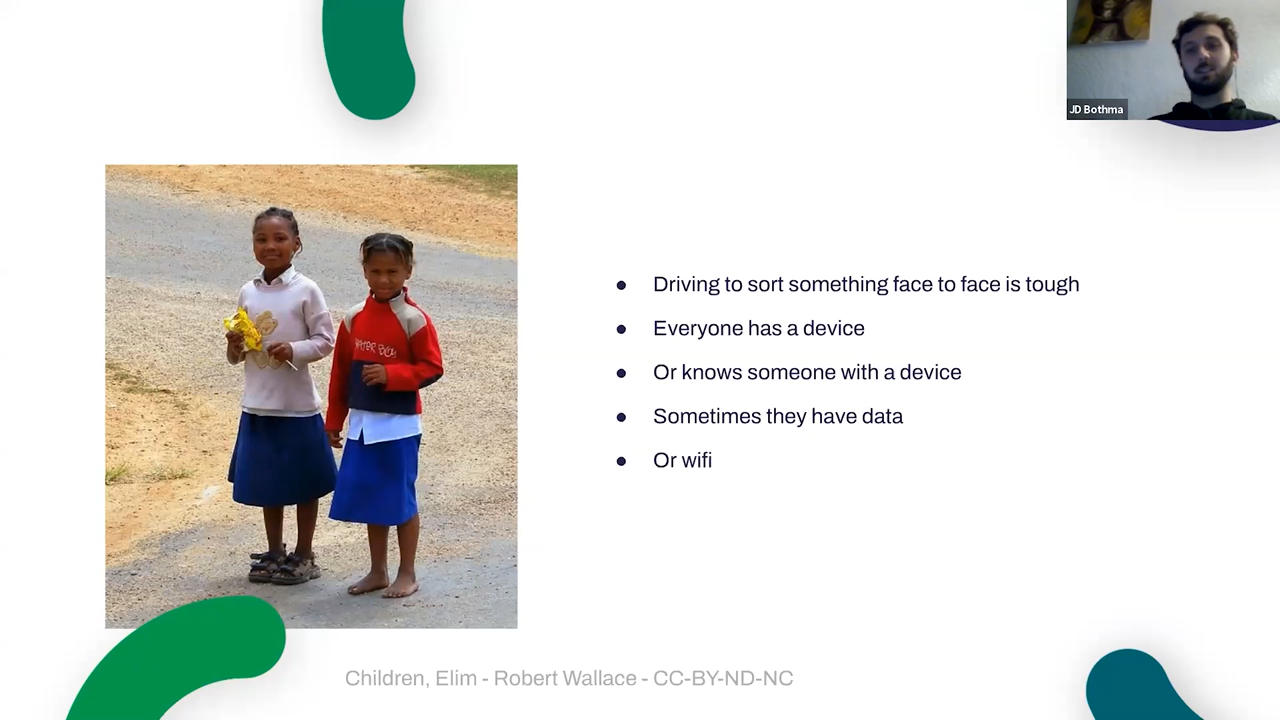 JD Bothma
Driving to sort something face to face is tough
Everyone has a device
Or knows someone with a device
Sometimes they have data
Or wifi
Children, Elim - Robert Wallace - CC-BY-ND-NC